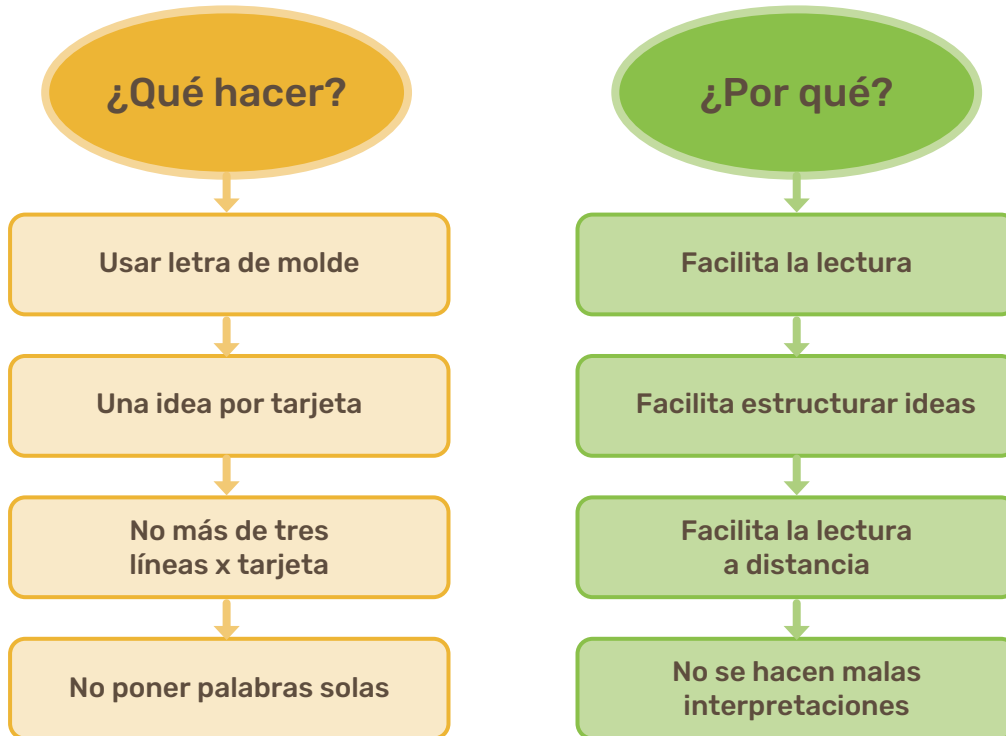 ¿Qué hacer?
Usar letra de molde
Una idea por tarjeta
No más de tres
líneas x tarjeta
No poner palabras solas
¿Por qué?
Facilita la lectura
Facilita estructurar ideas
Facilita la lectura
a distancia
No se hacen malas
interpretaciones